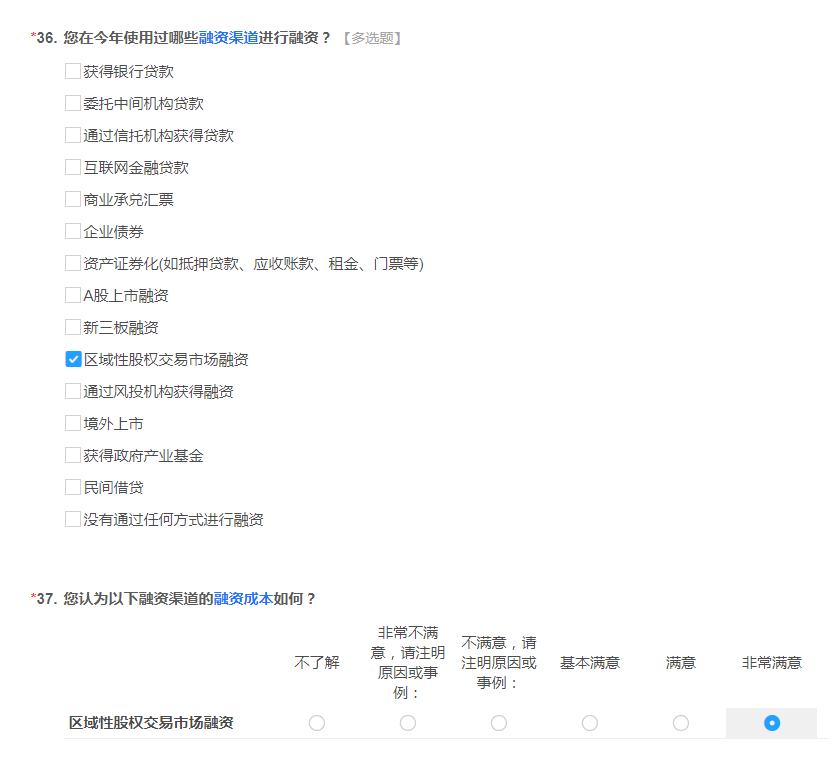 *36. 您在今年使用过哪些融资渠道进行融资？ 【多选题】
获得银行贷款
委托中间机构贷款
通过信托机构获得贷款
互联网金融贷款
商业承兑汇票
企业债券
资产证券化(如抵押贷款、应收账款、租金、门票等)
A股上市融资
新三板融资
区域性股权交易市场融资
通过风投机构获得融资
境外上市
获得政府产业基金
民间借贷
没有通过任何方式进行融资
*37. 您认为以下融资渠道的融资成本如何？
不了解
非常不满
意，请注明
原因或事
例：
不满意，请
注明原因或
事例：
基本满意
满意
非常满意
区域性股权交易市场融资